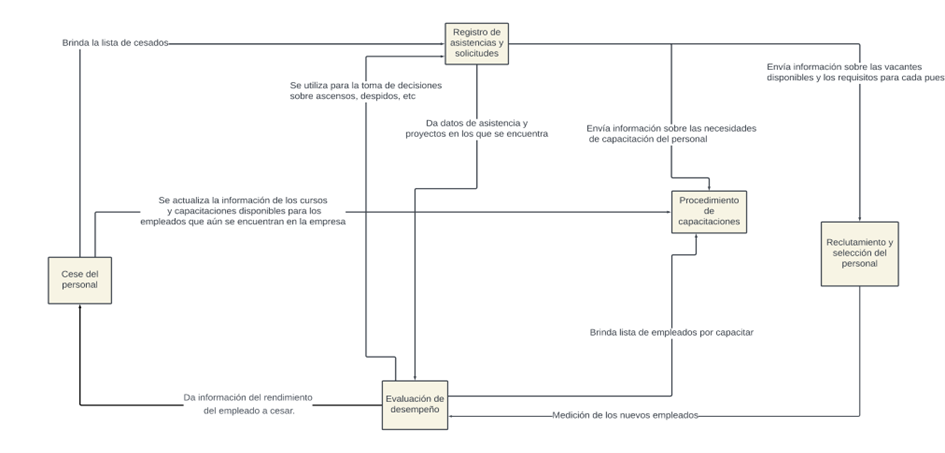 Registro de
asistencias y
solicitudes
Brinda la lista de cesados
Envía información sobre las vacantes
disponibles y los requisitos para cada pues
Se utiliza para la toma de decisiones
sobre ascensos, despidos, etc
Da datos de asistencia y
proyectos en los que se encuentra
Envía información sobre las necesidades
de capacitación del personal
Se actualiza la información de los cursos
y capacitaciones disponibles para los
empleados que aún se encuentran en la empresa
Procedimiento
de
capacitaciones
Reclutamiento y
selección del
personal
Cese del
personal
Brinda lista de empleados por capacitar
Da información del rendimiento
del empleado a cesar.
Evaluación de
desempeño
Medición de los nuevos empleados